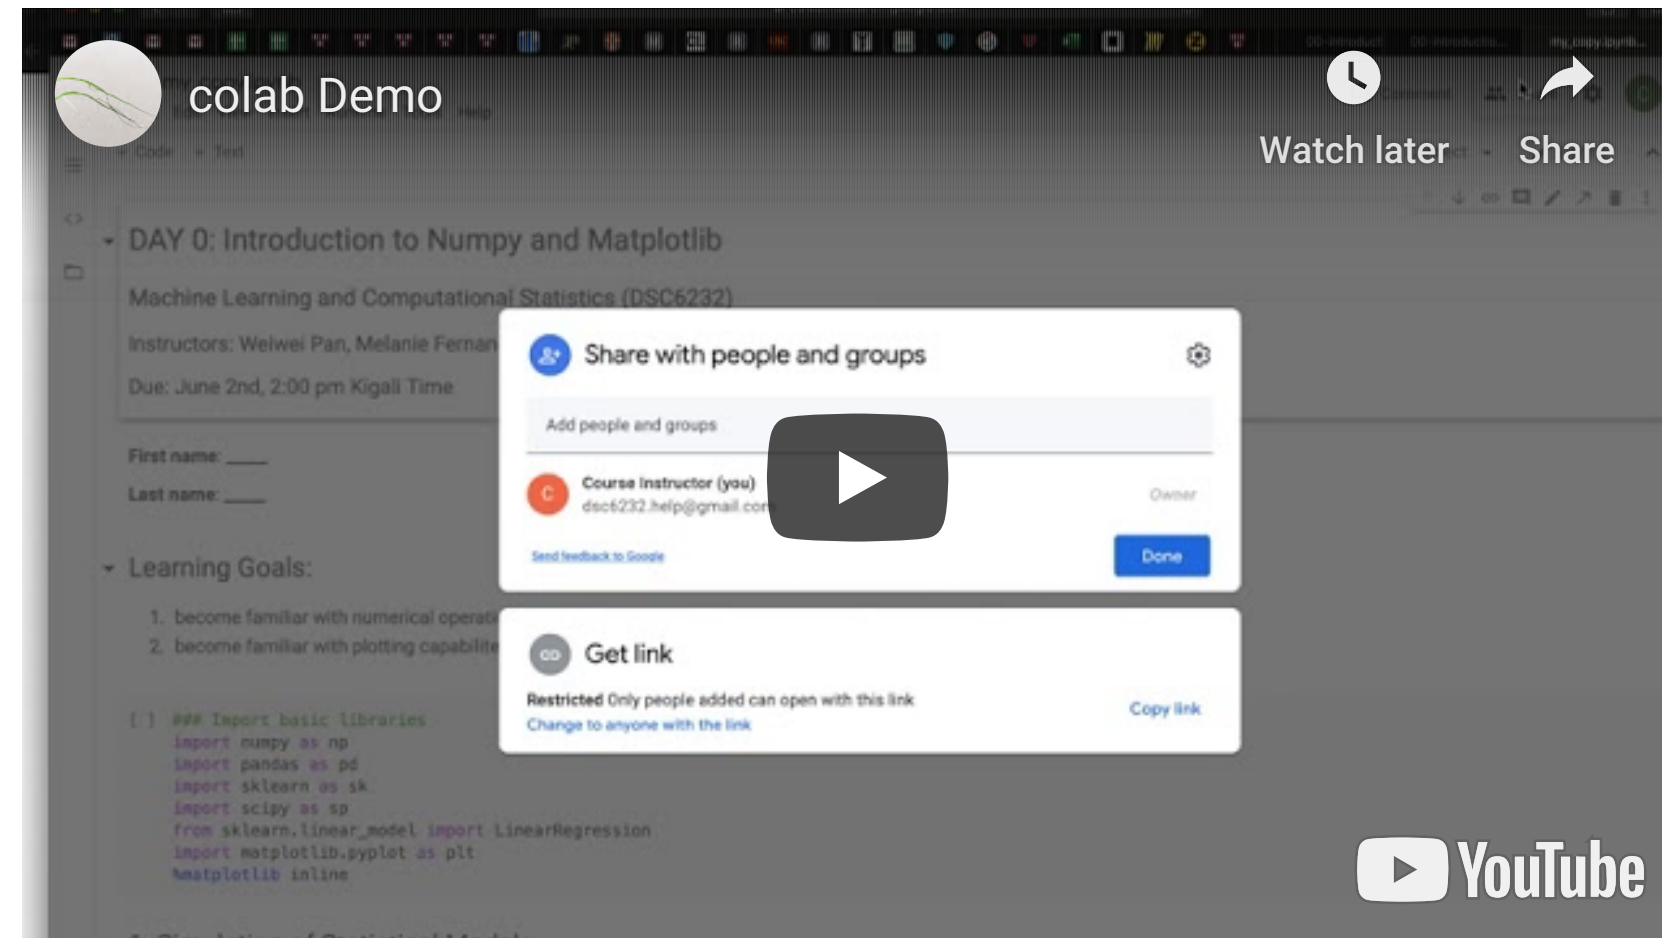 colab Demo
Watch later
Share
Help
+ Code + Text
DAY 0: Introduction to Numpy and Matplotlib
Machine Learning and Computational Statistics (DSC6232)
Instructors: Weiwei Pan, Melanie Fernan
Due: June 2nd, 2:00 pm Kigali Time
First name: ____
Last name: ____
Learning Goals:
1. become familiar with numerical operati
2. become familiar with plotting capabilite
[ ] ### Import basic libraries
import numpy as np
import pandas as pd
import sklearn as sk
import scipy as sp
from sklearn.linear_model import LinearRegression
import matplotlib.pyplot as plt
%matplotlib inline
Share with people and groups
Add people and groups
C
Course Instructor (you)
dsc6232.help@gmail.com
Owner
Send feedback to Google
Done
Get link
Restricted Only people added can open with this link
Change to anyone with the link
Copy link
YouTube